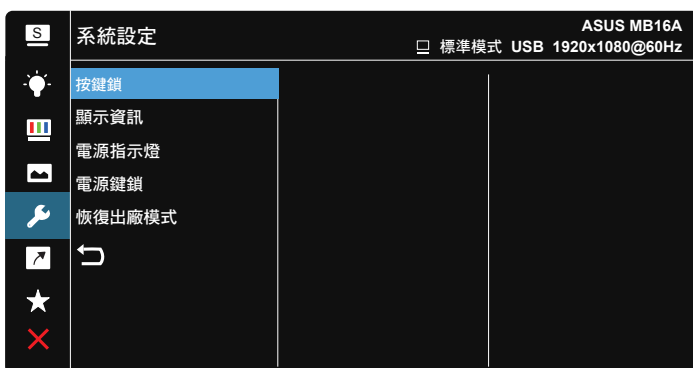 S
系統設定
ASUS MB16A
標準模式 USB 1920x1080@60Hz
按鍵鎖
顯示資訊
電源指示燈
電源鍵鎖
恢復出廠模式